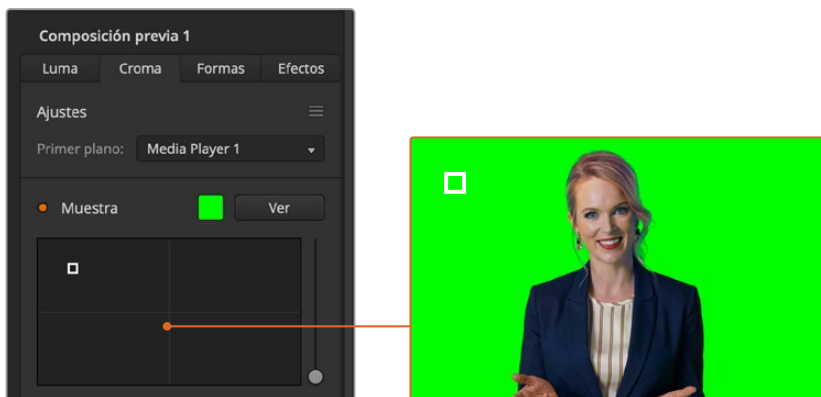 Composición previa 1
Luma Croma Formas Efectos
Ajustes
Primer plano: Media Player 1
Muestra Ver